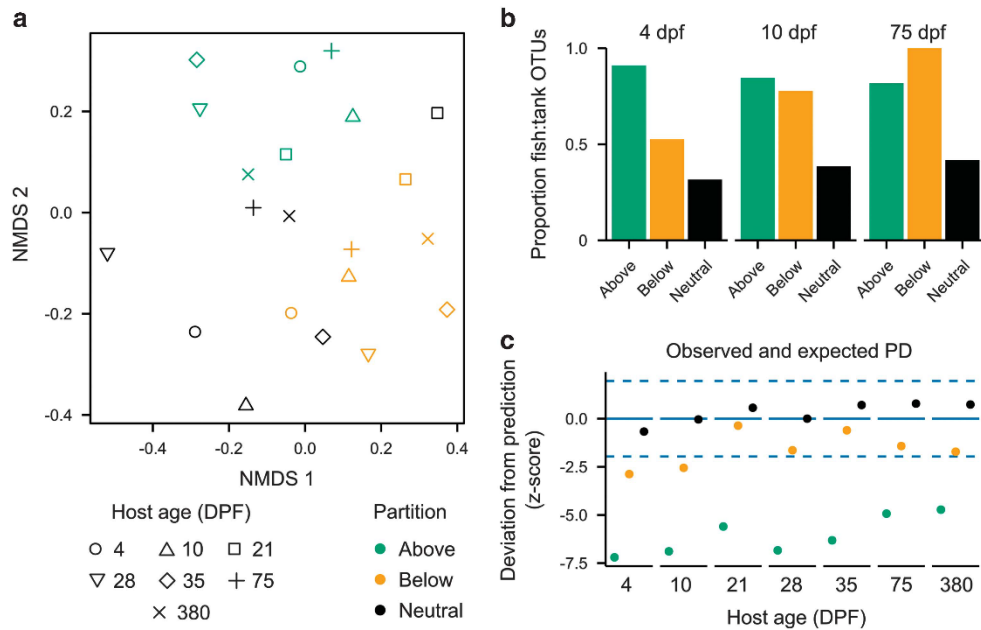 a
NMDS 2
0.2
0.0
-0.2
-0.4
-0.4
-0.2
0.0
0.2
0.4
NMDS 1
Host age (DPF)
4
10
21
28
35
75
380
Partition
Above
Below
Neutral
b
4 dpf
10 dpf
75 dpf
Proportion fish:tank OTUs
1.0
0.5
0
Above
Below
Neutral
Above
Below
Neutral
Above
Below
Neutral
c
Observed and expected PD
Deviation from prediction
(z-score)
0.0
-2.5
-5.0
-7.5
4
10
21
28
35
75
380
Host age (DPF)